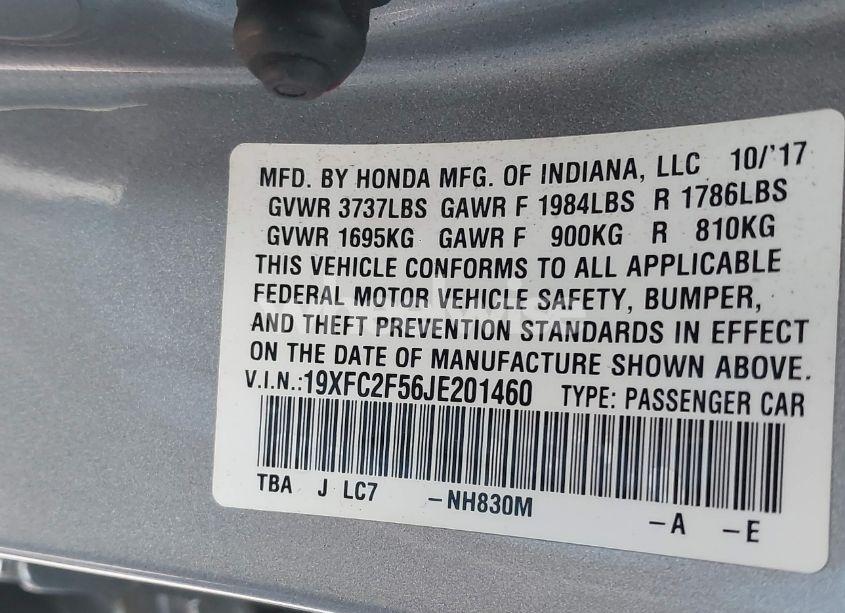 MFD. BY HONDA MFG. OF INDIANA, LLC 10/'17
GVWR 3737LBS GAWR F 1984LBS R 1786LBS
GVWR 1695KG GAWR F 900KG R 810KG
THIS VEHICLE CONFORMS TO ALL APPLICABLE
FEDERAL MOTOR VEHICLE SAFETY, BUMPER,
AND THEFT PREVENTION STANDARDS IN EFFECT
ON THE DATE OF MANUFACTURE SHOWN ABOVE.
V.I.N.:19XFC2F56JE201460 TYPE: PASSENGER CAR
TBA J LC7 -NH830M -A -E